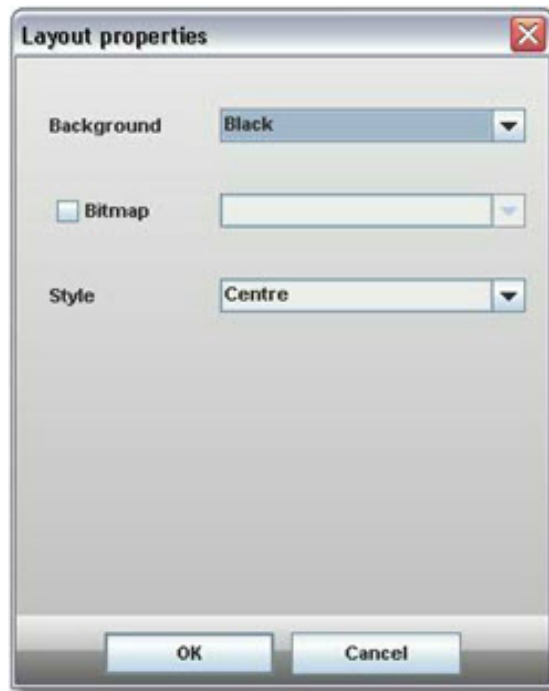 Layout properties
Background Black
Bitmap
Style Centre
OK Cancel